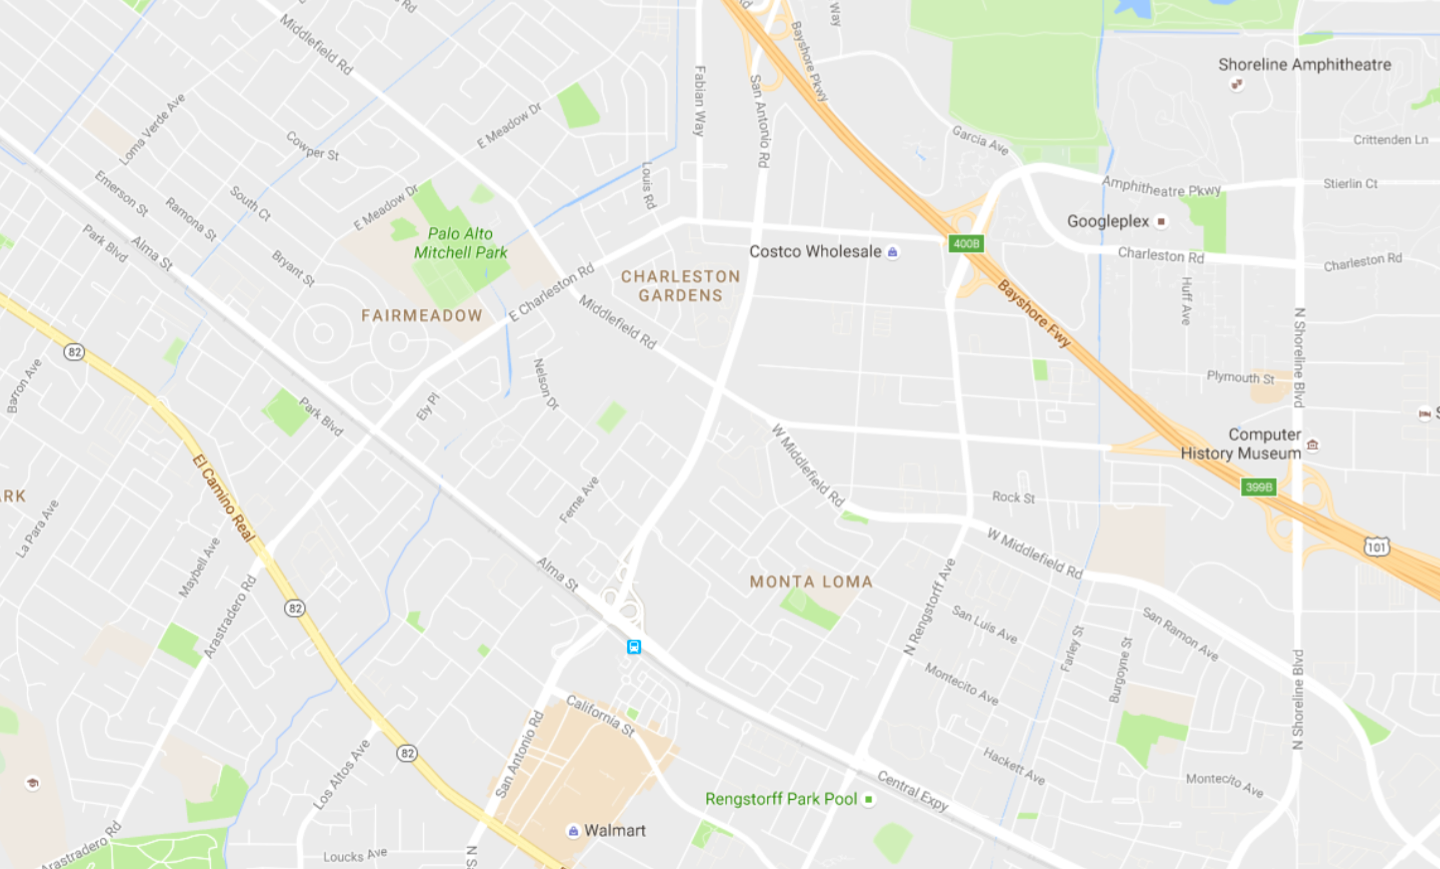 Middlefield Rd
Rd
Rd
Way
Bayshore Pkwy
Shoreline Amphitheatre
Fabian Way
San Antonio Rd
Loma Verde Ave
E Meadow Dr
Garcia Ave
Crittenden Ln
Cowper St
Emerson St
Ramona St
South Ct
E Meadow Dr
Louis Rd
Amphitheatre Pkwy
Stierlin Ct
Park Blvd
Alma St
Bryant St
Palo Alto
Mitchell Park
Googleplex
Costco Wholesale
400B
Charleston Rd
Charleston Rd
CHARLESTON
GARDENS
E Charleston Rd
FAIRMEADOW
Middlefield Rd
Bayshore Fwy
Huff Ave
N Shoreline Blvd
82
Barron Ave
Nelson Dr
Ely Pl
Park Blvd
Plymouth St
S
Computer
History Museum
W Middlefield Rd
El Camino Real
399B
ARK
La Para Ave
Ferne Ave
Rock St
101
Maybell Ave
W Middlefield Rd
Alma St
MONTA LOMA
82
Arastradero Rd
N Rengstorff Ave
San Luis Ave
San Ramon Ave
Farley St
Burgoyne St
Montecito Ave
N Shoreline Blvd
California St
San Antonio Rd
82
Los Altos Ave
Hackett Ave
Montecito Ave
Central Expy
Rengstorff Park Pool
Walmart
Arastradero Rd
Loucks Ave
N S